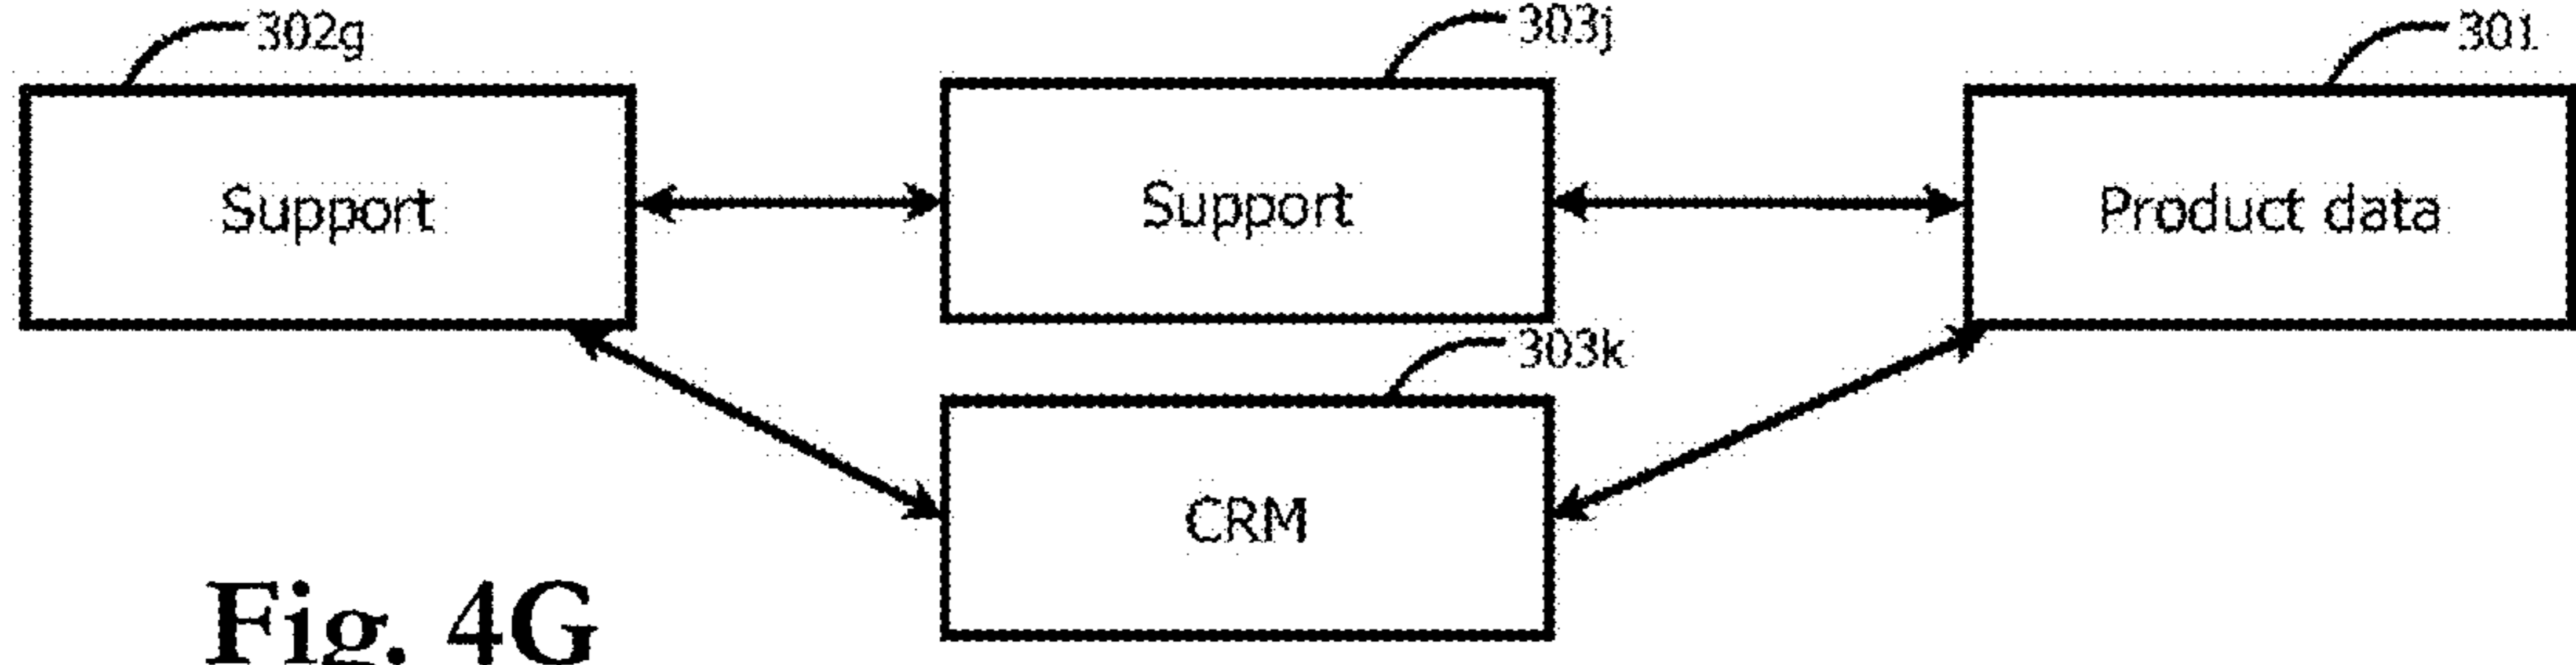 302g
303j
301
Support
Support
Product data
303k
CRM
Fig. 4G